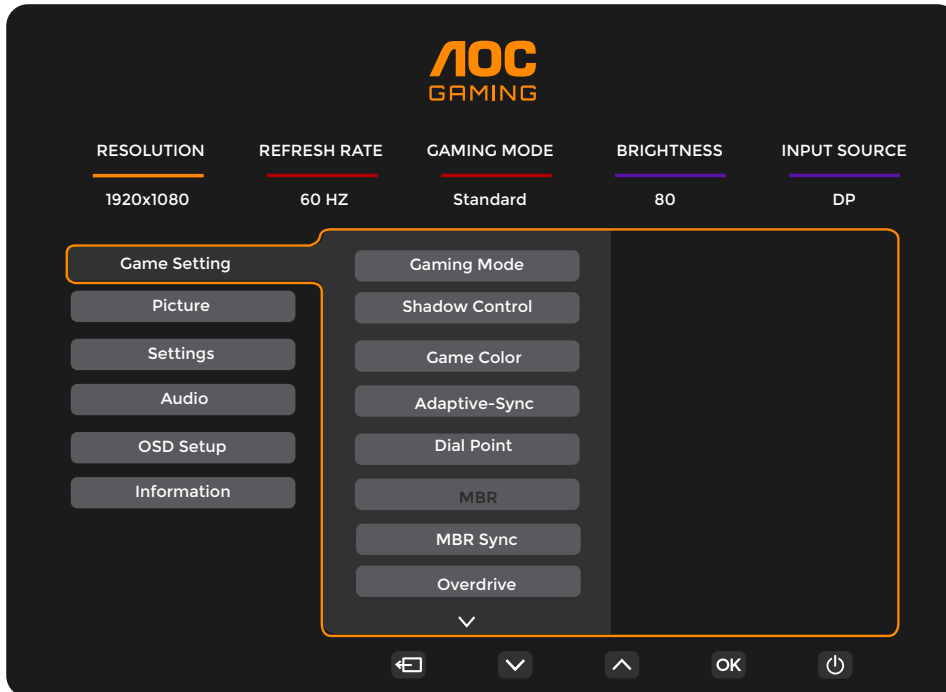 AOC
GAMING
RESOLUTION REFRESH RATE GAMING MODE BRIGHTNESS INPUT SOURCE
1920x1080 60 HZ Standard 80 DP
Game Setting
Picture
Settings
Audio
OSD Setup
Information
Gaming Mode
Shadow Control
Game Color
Adaptive-Sync
Dial Point
MBR
MBR Sync
Overdrive
OK